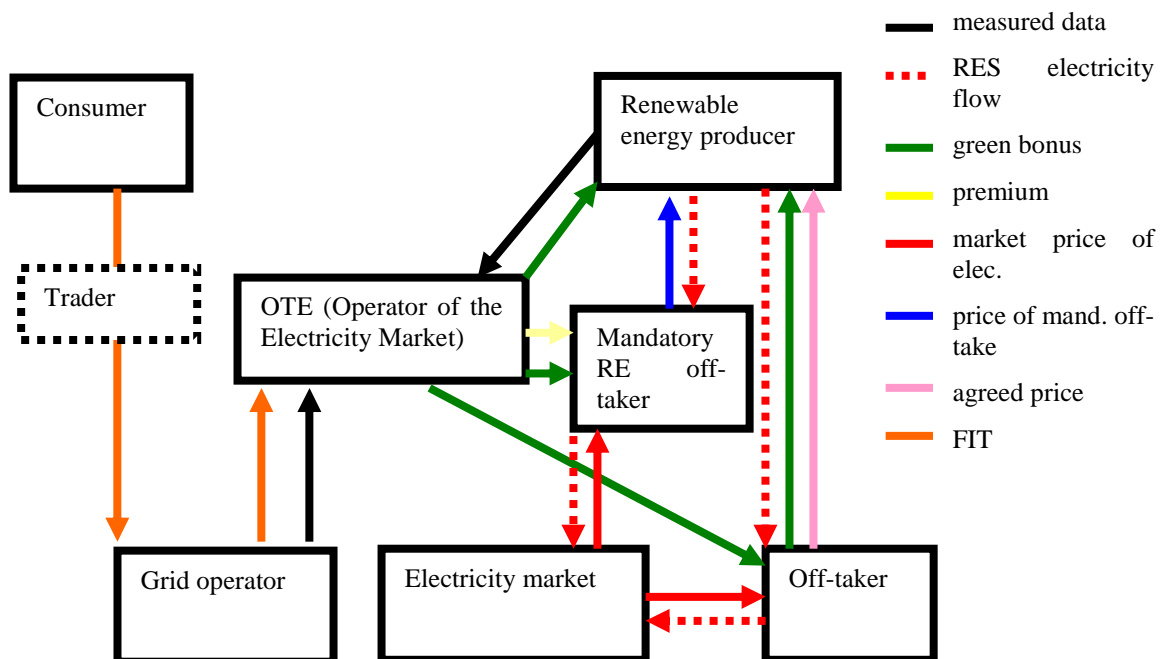 Consumer
Trader
OTE (Operator of the
Electricity Market)
Renewable
energy producer
Mandatory
RE off-
taker
Grid operator
Electricity market
Off-taker
measured data
RES electricity
flow
green bonus
premium
market price of
elec.
price of mand. off-
take
agreed price
FIT